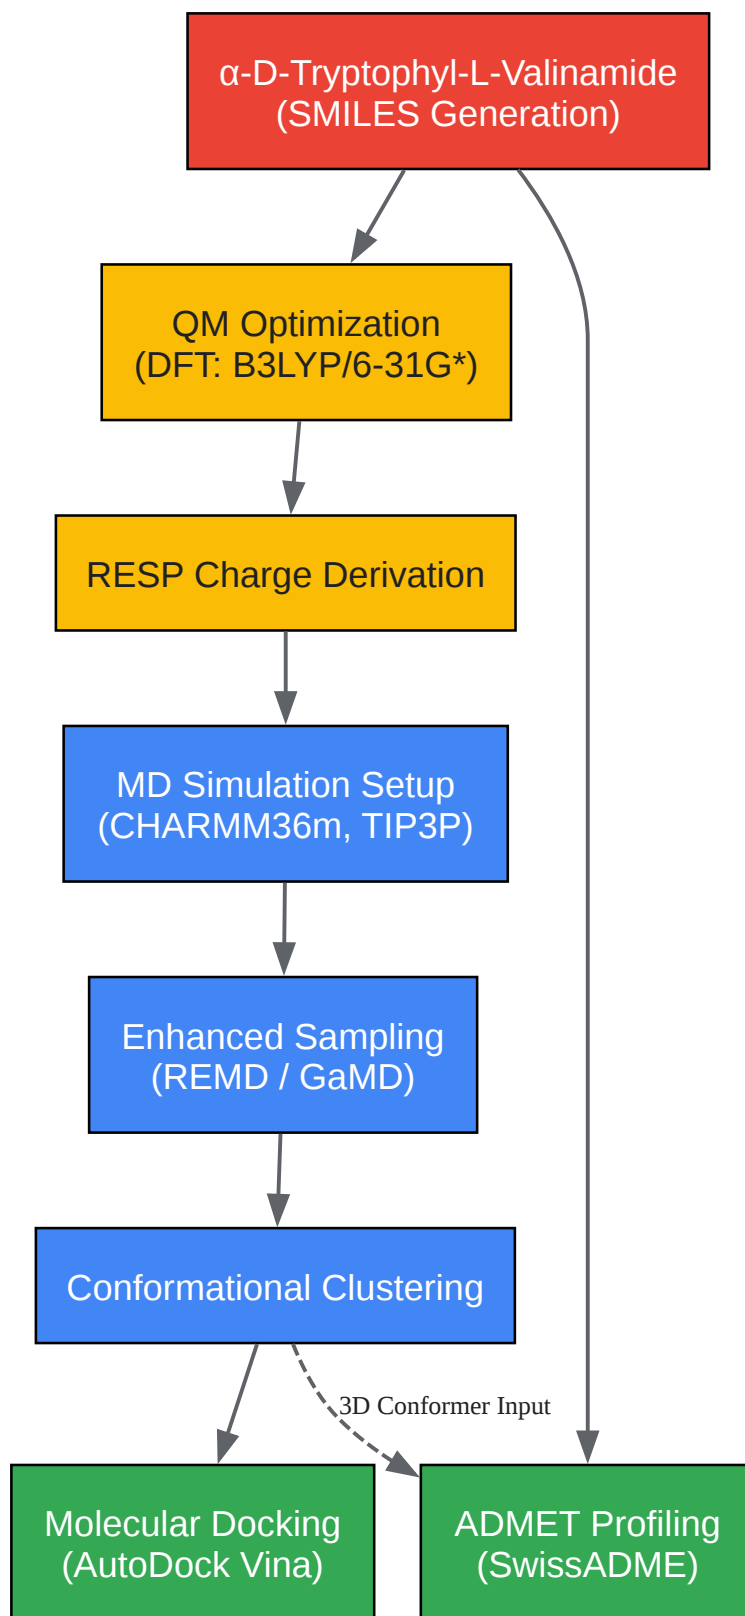 α-D-Tryptophyl-L-Valinamide
(SMILES Generation)
QM Optimization
(DFT: B3LYP/6-31G*)
RESP Charge Derivation
MD Simulation Setup
(CHARMM36m, TIP3P)
Enhanced Sampling
(REMD / GaMD)
Conformational Clustering
3D Conformer Input
Molecular Docking
(AutoDock Vina)
ADMET Profiling
(SwissADME)